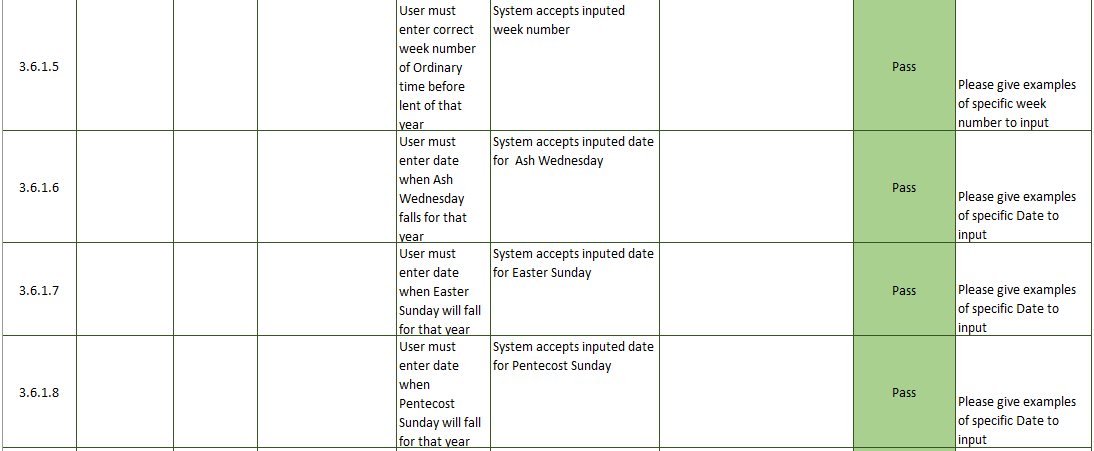 3.6.1.5
User must
enter correct
week number
of Ordinary
time before
lent of that
year
System accepts inputed
week number
Pass
Please give examples
of specific week
number to input
3.6.1.6
User must
enter date
when Ash
Wednesday
falls for that
year
System accepts inputed date
for  Ash Wednesday
Pass
Please give examples
of specific Date to
input
3.6.1.7
User must
enter date
when Easter
Sunday will fall
for that year
System accepts inputed date
for Easter Sunday
Pass
Please give examples
of specific Date to
input
3.6.1.8
User must
enter date
when
Pentecost
Sunday will fall
for that year
System accepts inputed date
for Pentecost Sunday
Pass
Please give examples
of specific Date to
input